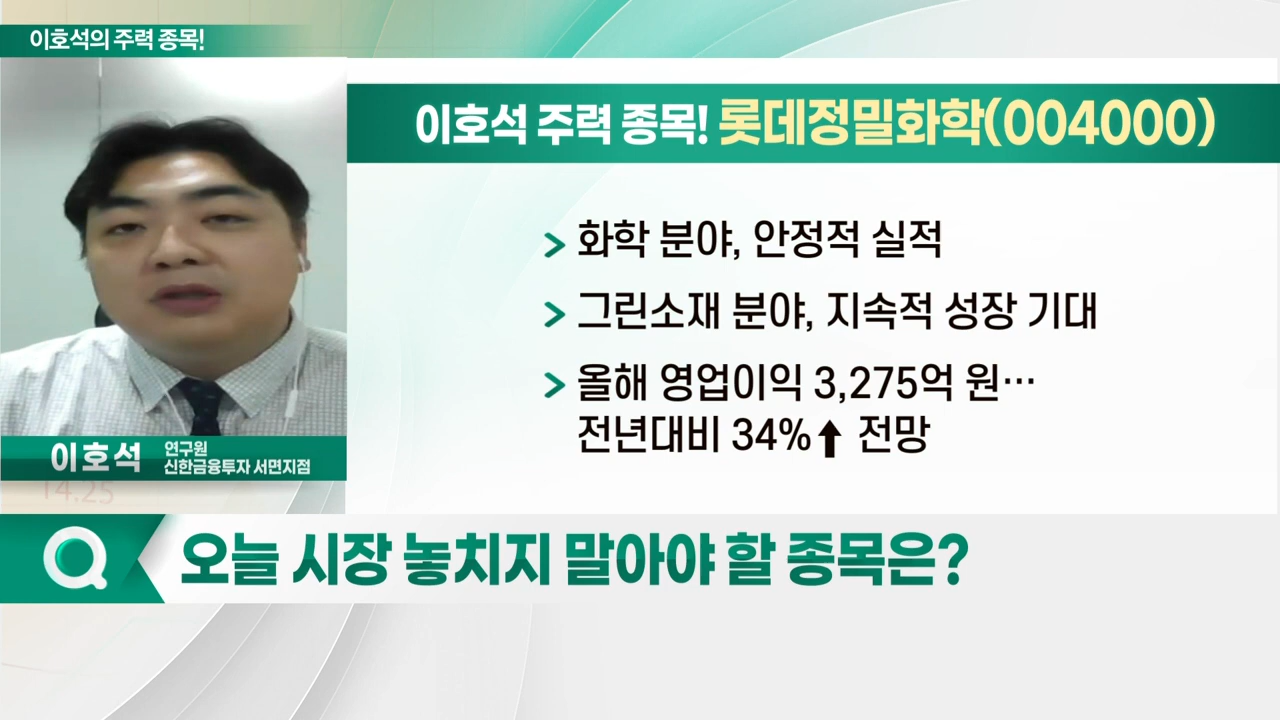 이호석의 주력 종목!
이호석 주력 종목! 롯데정밀화학(004000)
> 화학 분야, 안정적 실적
> 그린소재 분야, 지속적 성장 기대
> 올해 영업이익 3,275억 원…
전년대비 34%⬆ 전망
이호석 연구원
신한금융투자 서면지점
14:25
Q 오늘 시장 놓치지 말아야 할 종목은?